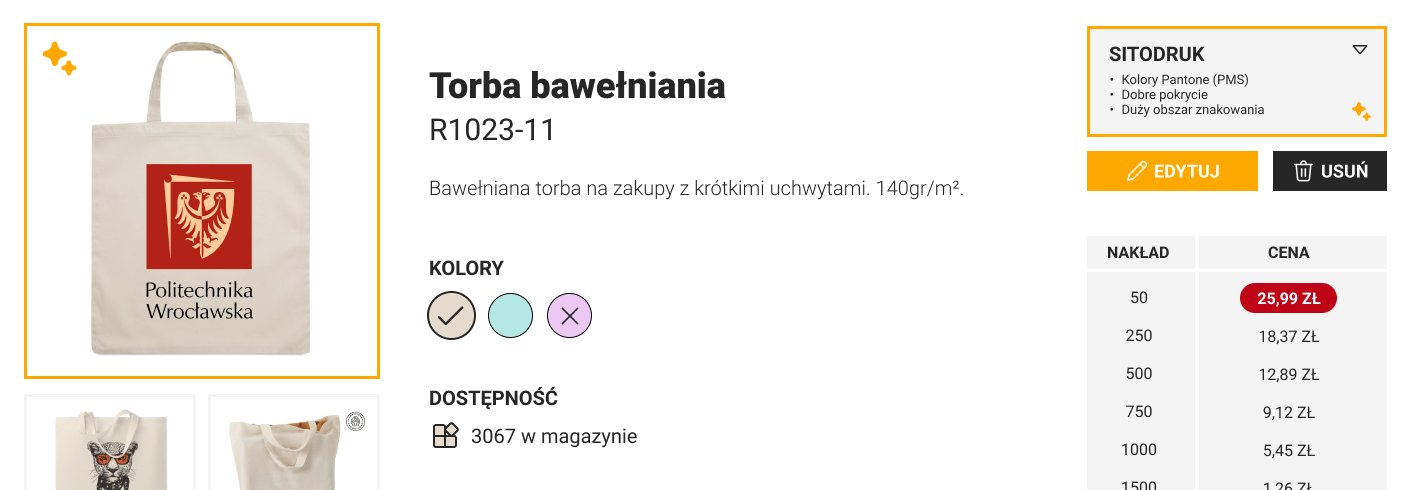 Politechnika
Wrocławska
Torba bawełniania
R1023-11
Bawełniana torba na zakupy z krótkimi uchwytami. 140gr/m².
KOLORY
DOSTĘPNOŚĆ
3067 w magazynie
SITODRUK
• Kolory Pantone (PMS)
• Dobre pokrycie
• Duży obszar znakowania
EDYTUJ USUŃ
NAKŁAD CENA
50 25,99 ZŁ
250 18,37 ZŁ
500 12,89 ZŁ
750 9,12 ZŁ
1000 5,45 ZŁ
1500 1,26 ZŁ